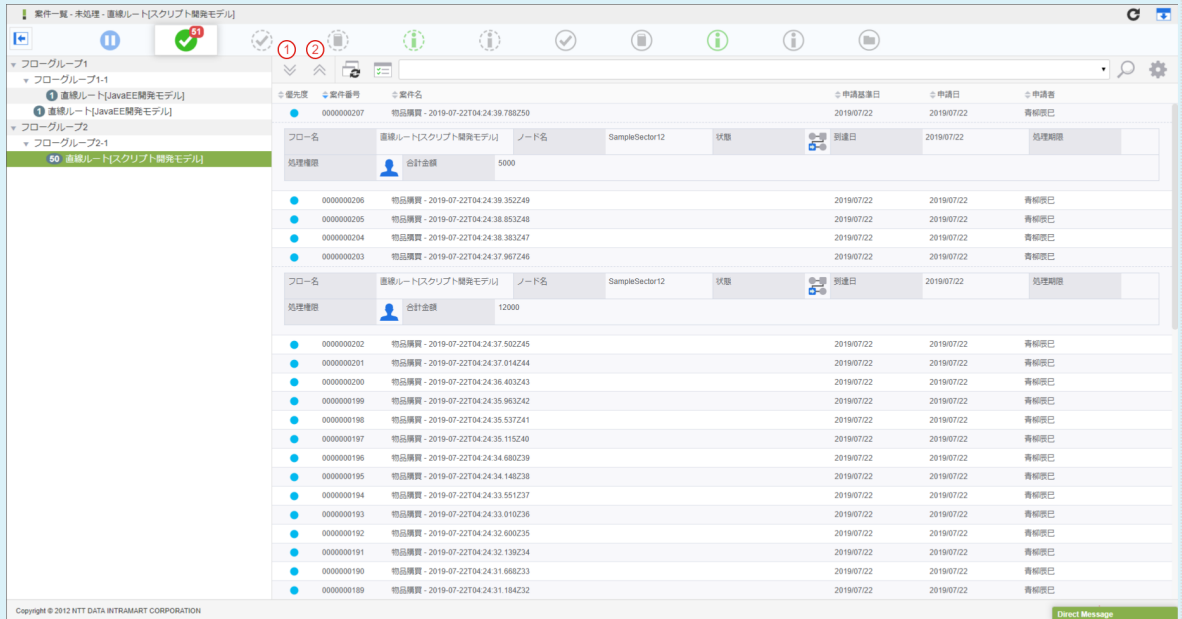 案件一覧 - 未処理 - 直線ルート[スクリプト開発モデル]
51
① ②
フローグループ1
フローグループ1-1
1 直線ルート[JavaEE開発モデル]
1 直線ルート[JavaEE開発モデル]
フローグループ2
フローグループ2-1
50 直線ルート[スクリプト開発モデル]
優先度 案件番号 案件名 申請基準日 申請日 申請者
0000000207 物品購買 - 2019-07-22T04:24:39.788Z50 2019/07/22 2019/07/22 青柳辰巳
フロー名 直線ルート[スクリプト開発モデル] ノード名 SampleSector12 状態 到達日 2019/07/22 処理期限
処理権限 合計金額 5000
0000000206 物品購買 - 2019-07-22T04:24:39.352Z49 2019/07/22 2019/07/22 青柳辰巳
0000000205 物品購買 - 2019-07-22T04:24:38.853Z48 2019/07/22 2019/07/22 青柳辰巳
0000000204 物品購買 - 2019-07-22T04:24:38.383Z47 2019/07/22 2019/07/22 青柳辰巳
0000000203 物品購買 - 2019-07-22T04:24:37.967Z46 2019/07/22 2019/07/22 青柳辰巳
フロー名 直線ルート[スクリプト開発モデル] ノード名 SampleSector12 状態 到達日 2019/07/22 処理期限
処理権限 合計金額 12000
0000000202 物品購買 - 2019-07-22T04:24:37.502Z45 2019/07/22 2019/07/22 青柳辰巳
0000000201 物品購買 - 2019-07-22T04:24:37.014Z44 2019/07/22 2019/07/22 青柳辰巳
0000000200 物品購買 - 2019-07-22T04:24:36.403Z43 2019/07/22 2019/07/22 青柳辰巳
0000000199 物品購買 - 2019-07-22T04:24:35.963Z42 2019/07/22 2019/07/22 青柳辰巳
0000000198 物品購買 - 2019-07-22T04:24:35.537Z41 2019/07/22 2019/07/22 青柳辰巳
0000000197 物品購買 - 2019-07-22T04:24:35.115Z40 2019/07/22 2019/07/22 青柳辰巳
0000000196 物品購買 - 2019-07-22T04:24:34.680Z39 2019/07/22 2019/07/22 青柳辰巳
0000000195 物品購買 - 2019-07-22T04:24:34.148Z38 2019/07/22 2019/07/22 青柳辰巳
0000000194 物品購買 - 2019-07-22T04:24:33.551Z37 2019/07/22 2019/07/22 青柳辰巳
0000000193 物品購買 - 2019-07-22T04:24:33.010Z36 2019/07/22 2019/07/22 青柳辰巳
0000000192 物品購買 - 2019-07-22T04:24:32.600Z35 2019/07/22 2019/07/22 青柳辰巳
0000000191 物品購買 - 2019-07-22T04:24:32.139Z34 2019/07/22 2019/07/22 青柳辰巳
0000000190 物品購買 - 2019-07-22T04:24:31.668Z33 2019/07/22 2019/07/22 青柳辰巳
0000000189 物品購買 - 2019-07-22T04:24:31.184Z32 2019/07/22 2019/07/22 青柳辰巳
Copyright © 2012 NTT DATA INTRAMART CORPORATION
Direct Message